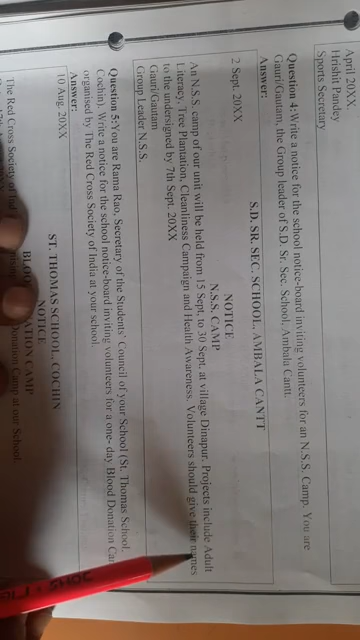 April 20XX
Hrishit Pandey
Sports Secretary
Question 4: Write a notice for the school notice-board inviting volunteers for an N.S.S. Camp. You are
Gauri/Gautam, the Group leader of S.D. Sr. Sec. School, Ambala Cantt.
Answer:
S.D. SR. SEC. SCHOOL, AMBALA CANTT
NOTICE
2 Sept. 20XX
N.S.S. CAMP
An N.S.S. camp of our unit will be held from 15 Sept. to 30 Sept. at village Dinapur. Projects include Adult
Literacy, Tree Plantation, Cleanliness Campaign and Health Awareness. Volunteers should give their names
to the undersigned by 7th Sept. 20XX
Gauri/Gautam
Group Leader N.S.S.
Question 5: You are Rama Rao, Secretary of the Students' Council of your School (St. Thomas School,
Cochin). Write a notice for the school notice-board inviting volunteers for a one- day Blood Donation
organised by The Red Cross Society of India at your school.
Answer:
ST. THOMAS SCHOOL, COCHIN
NOTICE
10 Aug. 20XX
CAMP
The Red Cross Society of Donation Camp at our School